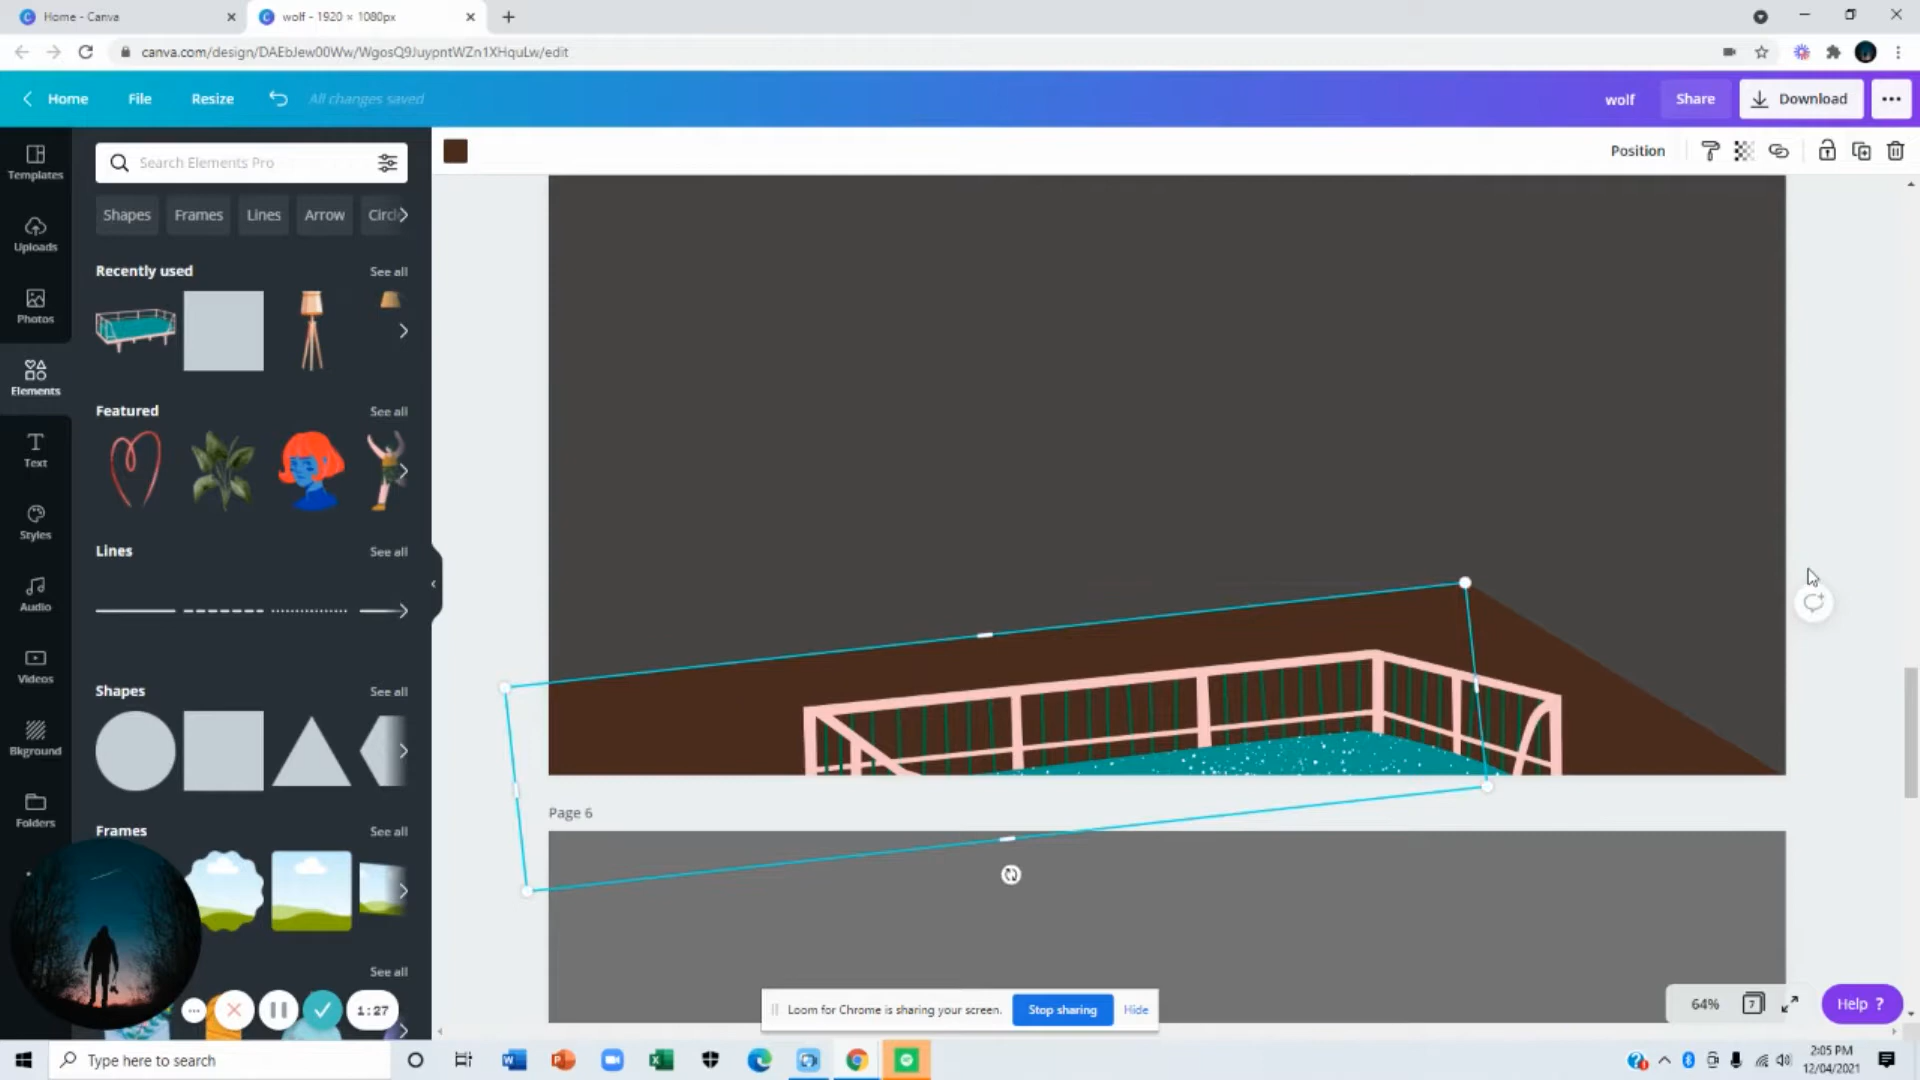 Home - Canva
wolf - 1920 × 1080px
canva.com/design/DAEbJew00Ww/WgosQ9JuypntWZn1XHquLw/edit
Home
File
Resize
All changes saved
wolf
Share
Download
Templates
Uploads
Photos
Elements
Text
Styles
Audio
Videos
Bkground
Folders
Search Elements Pro
Position
Shapes
Frames
Lines
Arrow
Circl
Recently used
See all
Featured
See all
Lines
See all
Shapes
See all
Frames
See all
See all
Page 6
1:27
Loom for Chrome is sharing your screen.
Stop sharing
Hide
64%
7
Help ?
Type here to search
2:05 PM
12/04/2021